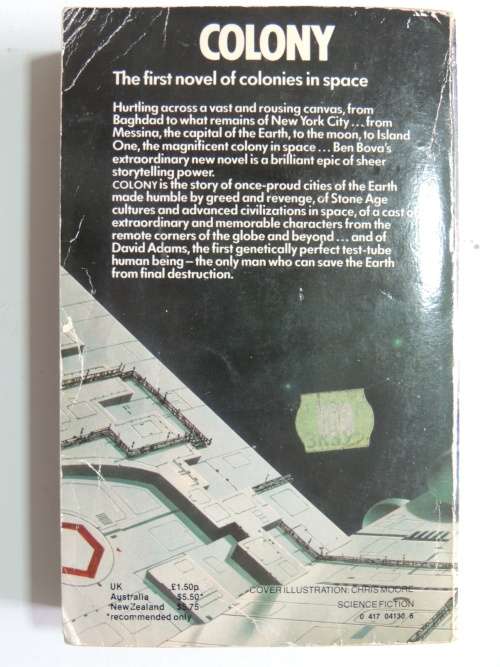 COLONY
The first novel of colonies in space
Hurtling across a vast and rousing canvas, from
Baghdad to what remains of New York City... from
Messina, the capital of the Earth, to the moon, to Island
One, the magnificent colony in space... Ben Bova's
extraordinary new novel is a brilliant epic of sheer
storytelling power.
COLONY is the story of once-proud cities of the Earth
made humble by greed and revenge, of Stone Age
cultures and advanced civilizations in space, of a cast of
extraordinary and memorable characters from the
remote corners of the globe and beyond... and of
David Adams, the first genetically perfect test-tube
human being – the only man who can save the Earth
from final destruction.
UK £1.50p
Australia $5.50*
New Zealand $5.75
*recommended only
COVER ILLUSTRATION: CHRIS MOORE
SCIENCE FICTION
0 417 04130 6